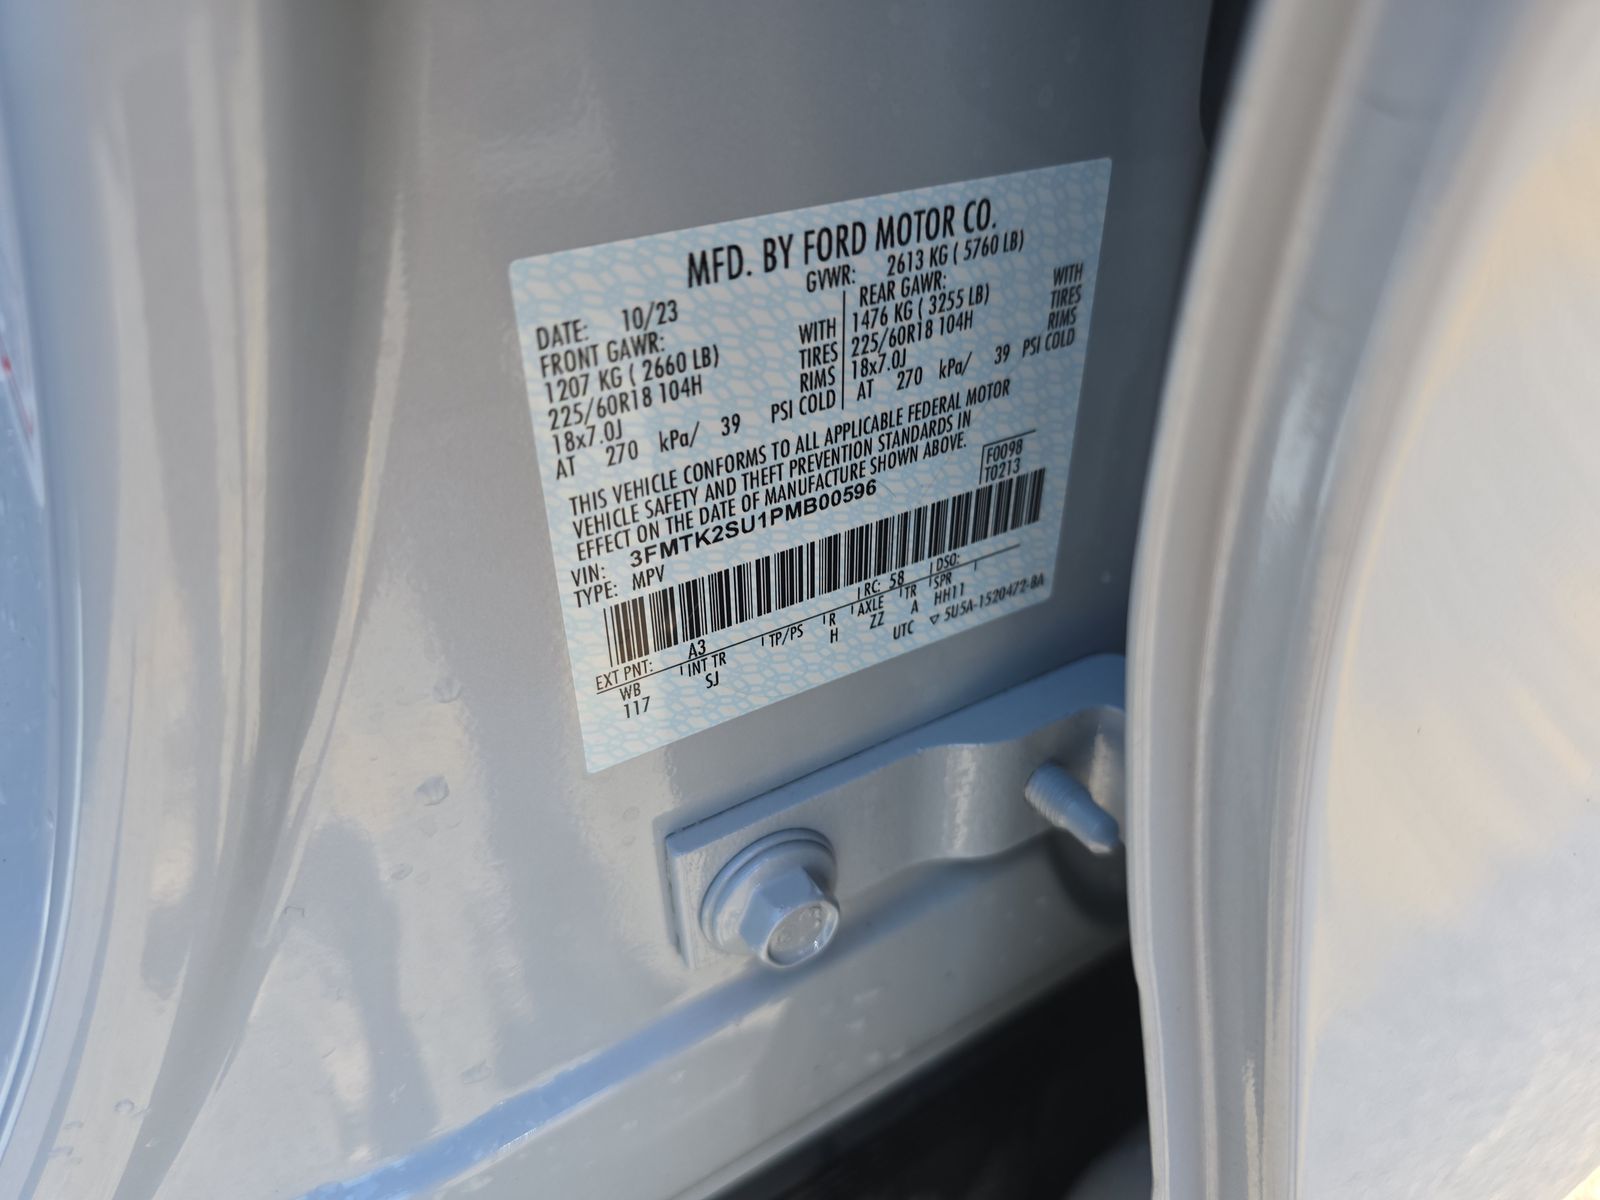 MFD. BY FORD MOTOR CO.
DATE: 10/23 GVWR: 2613 KG ( 5760 LB)
FRONT GAWR: REAR GAWR:
1207 KG ( 2660 LB) WITH 1476 KG ( 3255 LB) WITH
225/60R18 104H TIRES 225/60R18 104H TIRES
18x7.0J RIMS 18x7.0J RIMS
AT 270 kPa/ 39 PSI COLD AT 270 kPa/ 39 PSI COLD
THIS VEHICLE CONFORMS TO ALL APPLICABLE FEDERAL MOTOR
VEHICLE SAFETY AND THEFT PREVENTION STANDARDS IN
EFFECT ON THE DATE OF MANUFACTURE SHOWN ABOVE.
VIN: 3FMTK2SU1PMB00596 F0098
TYPE: MPV T0213
EXT PNT: A3 RC: 58 DSO:
WB INT TR TP/PS R AXLE TR SPR
117 SJ H ZZ A HH11
UTC ▽ 5U5A-1520472-BA